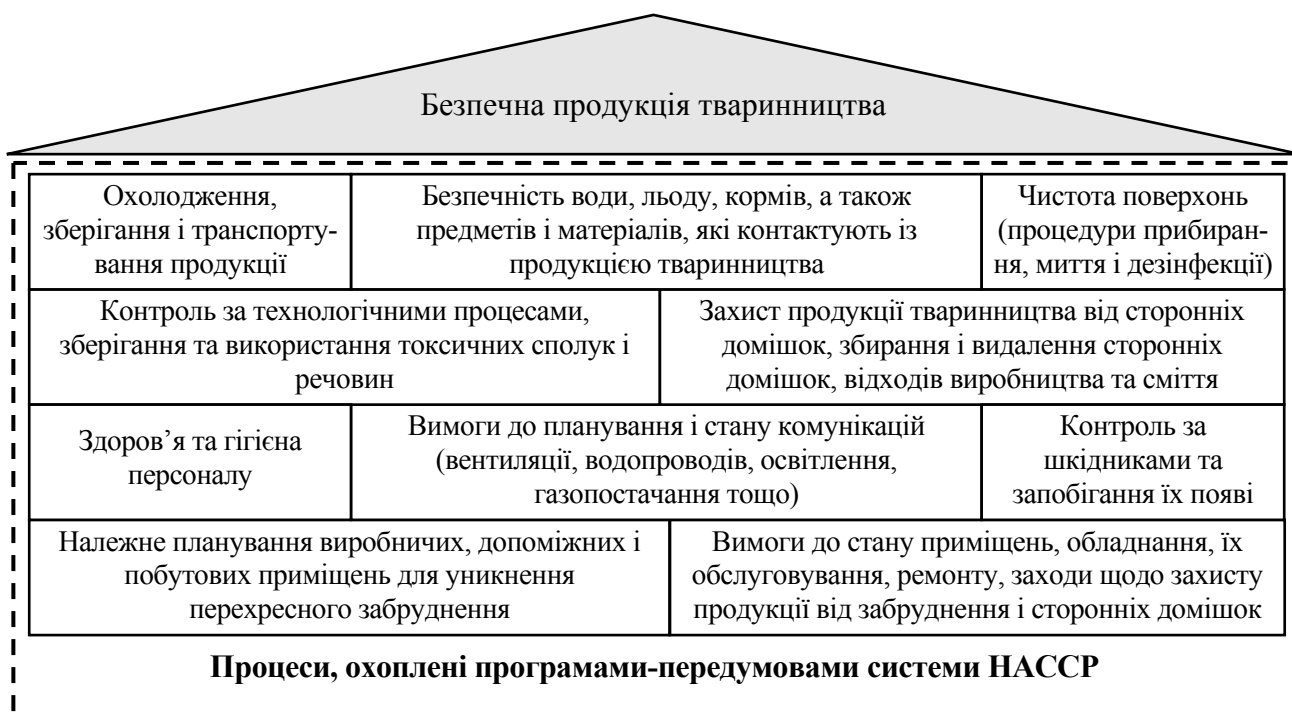 Безпечна продукція тваринництва
Охолодження,
зберігання і транспорту-
вання продукції
Безпечність води, льоду, кормів, а також
предметів і матеріалів, які контактують із
продукцією тваринництва
Чистота поверхонь
(процедури прибиран-
ня, миття і дезінфекції)
Контроль за технологічними процесами,
зберігання та використання токсичних сполук і
речовин
Захист продукції тваринництва від сторонніх
домішок, збирання і видалення сторонніх
домішок, відходів виробництва та сміття
Здоров’я та гігієна
персоналу
Вимоги до планування і стану комунікацій
(вентиляції, водопроводів, освітлення,
газопостачання тощо)
Контроль за
шкідниками та
запобігання їх появі
Належне планування виробничих, допоміжних і
побутових приміщень для уникнення
перехресного забруднення
Вимоги до стану приміщень, обладнання, їх
обслуговування, ремонту, заходи щодо захисту
продукції від забруднення і сторонніх домішок
Процеси, охоплені програмами-передумовами системи НАССР